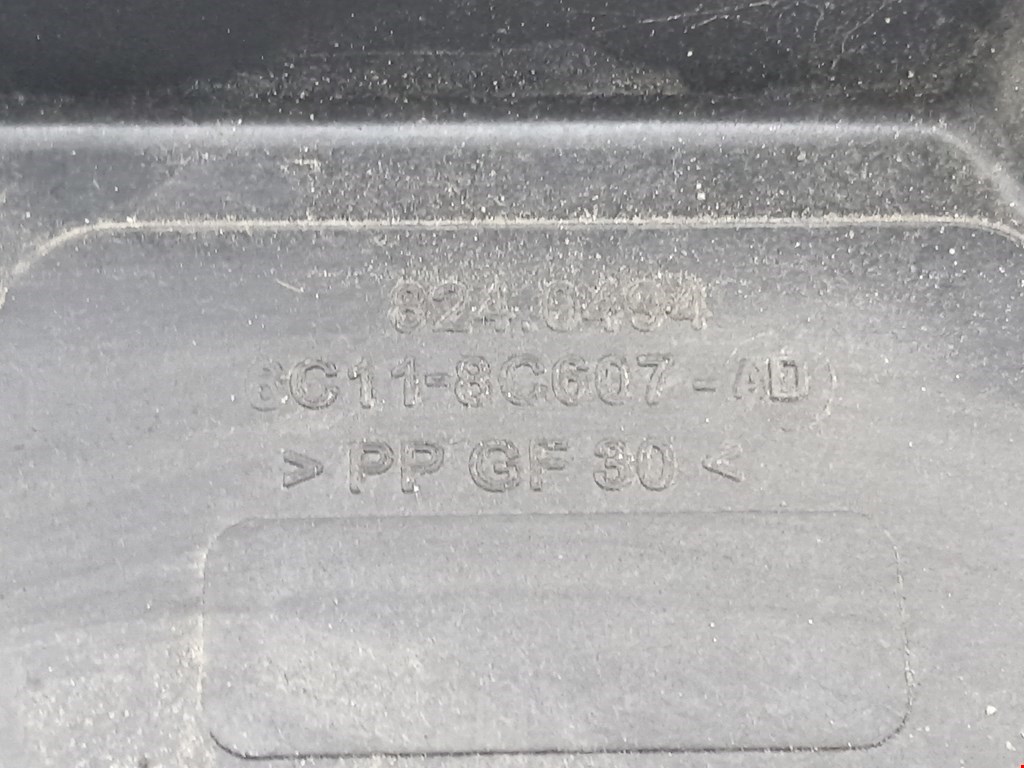 824.6494
6C11-8C607-AD
> PP GF 30 <